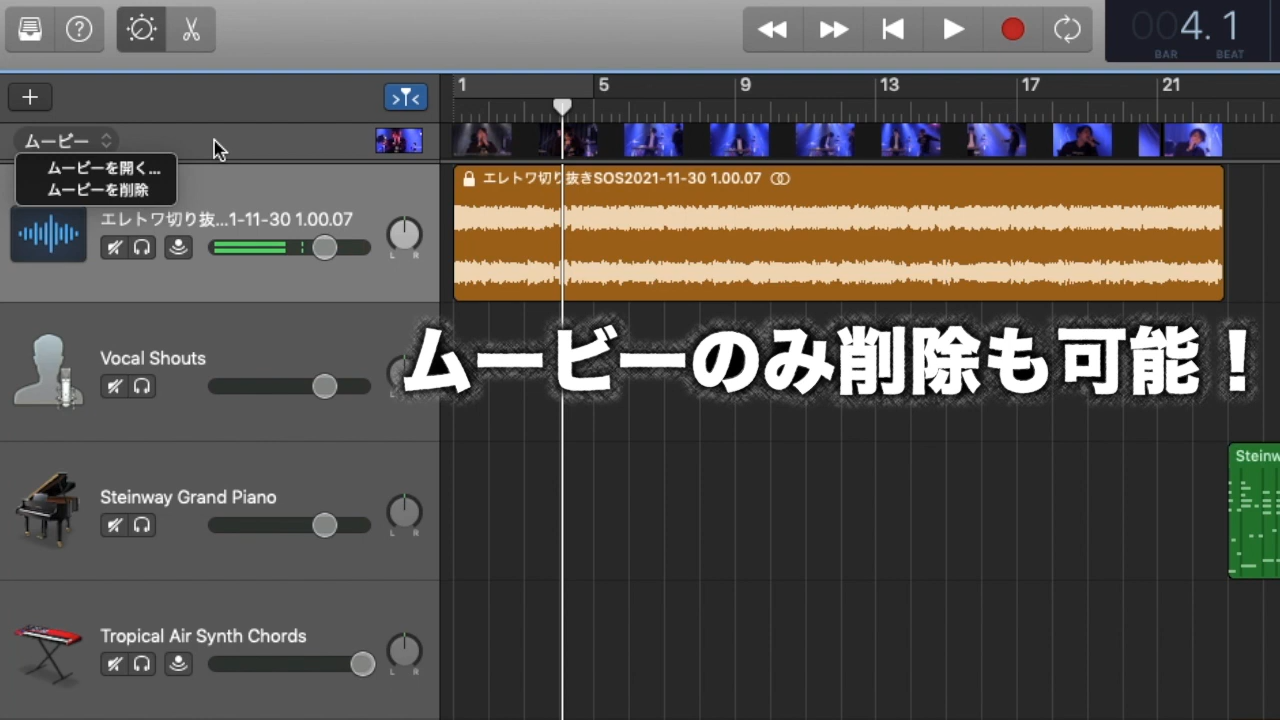 004.1
BAR BEAT
1 5 9 13 17 21
ムービー
ムービーを開く...
ムービーを削除
エレトワ切り抜きSOS2021-11-30 1.00.07
エレトワ切り抜...1-11-30 1.00.07
L R
ムービーのみ削除も可能！
Vocal Shouts
L
Steinw
Steinway Grand Piano
L R
Tropical Air Synth Chords
L R